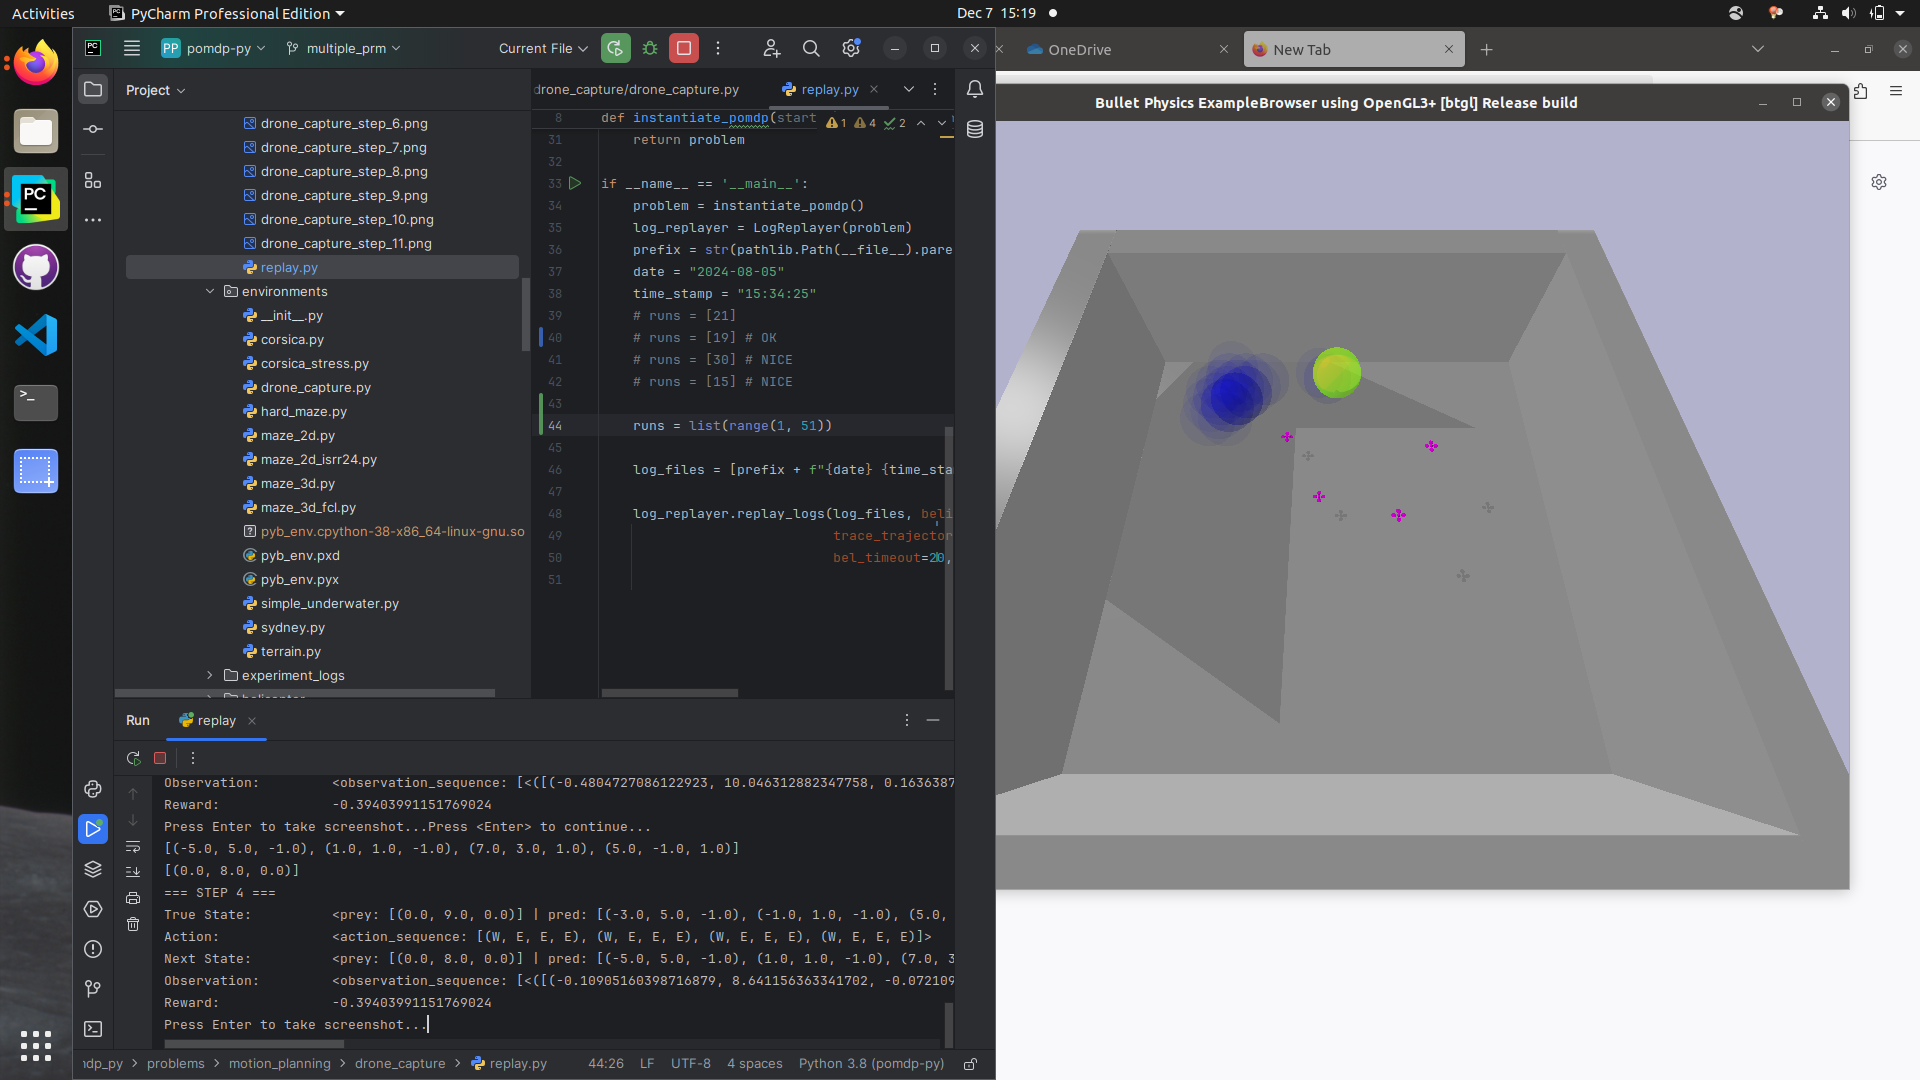 Activities
PyCharm Professional Edition
Dec 7 15:19
PP pomdp-py
multiple_prm
Current File
OneDrive
New Tab
Project
drone_capture/drone_capture.py
replay.py
Bullet Physics ExampleBrowser using OpenGL3+ [btgl] Release build
drone_capture_step_6.png
drone_capture_step_7.png
drone_capture_step_8.png
drone_capture_step_9.png
drone_capture_step_10.png
drone_capture_step_11.png
replay.py
environments
__init__.py
corsica.py
corsica_stress.py
drone_capture.py
hard_maze.py
maze_2d.py
maze_2d_isrr24.py
maze_3d.py
maze_3d_fcl.py
pyb_env.cpython-38-x86_64-linux-gnu.so
pyb_env.pxd
pyb_env.pyx
simple_underwater.py
sydney.py
terrain.py
experiment_logs
8 def instantiate_pomdp(start 1 4 2
31 return problem
32
33 if __name__ == '__main__':
34 problem = instantiate_pomdp()
35 log_replayer = LogReplayer(problem)
36 prefix = str(pathlib.Path(__file__).pare
37 date = "2024-08-05"
38 time_stamp = "15:34:25"
39 # runs = [21]
40 # runs = [19] # OK
41 # runs = [30] # NICE
42 # runs = [15] # NICE
43
44 runs = list(range(1, 51))
45
46 log_files = [prefix + f"{date} {time_sta
47
48 log_replayer.replay_logs(log_files, beli
49 trace_trajector
50 bel_timeout=20,
51
Run
replay
Observation: <observation_sequence: [<([(-0.4804727086122923, 10.046312882347758, 0.1636387
Reward: -0.39403991151769024
Press Enter to take screenshot...Press <Enter> to continue...
[(-5.0, 5.0, -1.0), (1.0, 1.0, -1.0), (7.0, 3.0, 1.0), (5.0, -1.0, 1.0)]
[(0.0, 8.0, 0.0)]
=== STEP 4 ===
True State: <prey: [(0.0, 9.0, 0.0)] | pred: [(-3.0, 5.0, -1.0), (-1.0, 1.0, -1.0), (5.0,
Action: <action_sequence: [(W, E, E, E), (W, E, E, E), (W, E, E, E), (W, E, E, E)]>
Next State: <prey: [(0.0, 8.0, 0.0)] | pred: [(-5.0, 5.0, -1.0), (1.0, 1.0, -1.0), (7.0, 3
Observation: <observation_sequence: [<([(-0.10905160398716879, 8.641156363341702, -0.072109
Reward: -0.39403991151769024
Press Enter to take screenshot...
ndp_py > problems > motion_planning > drone_capture > replay.py
44:26 LF UTF-8 4 spaces Python 3.8 (pomdp-py)